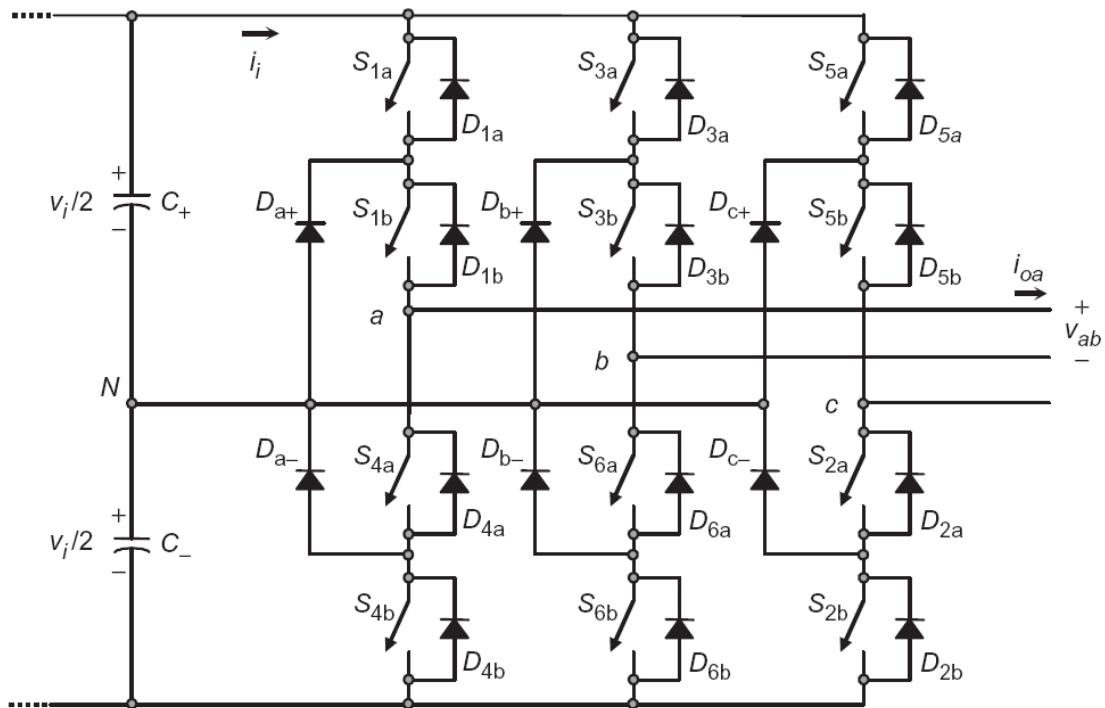 i_i
S_1a
S_3a
S_5a
D_1a
D_3a
D_5a
+
v_i/2
C_+
–
D_a+
S_1b
D_b+
S_3b
D_c+
S_5b
D_1b
D_3b
D_5b
i_oa
a
+
v_ab
b
–
N
c
D_a–
S_4a
D_b–
S_6a
D_c–
S_2a
D_4a
D_6a
D_2a
+
v_i/2
C_–
–
S_4b
S_6b
S_2b
D_4b
D_6b
D_2b